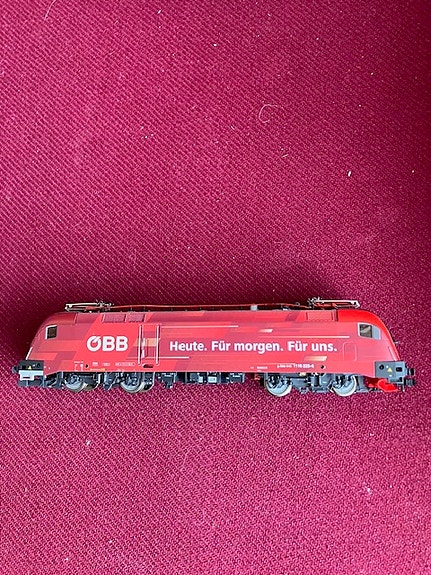 ÖBB
Heute. Für morgen. Für uns.